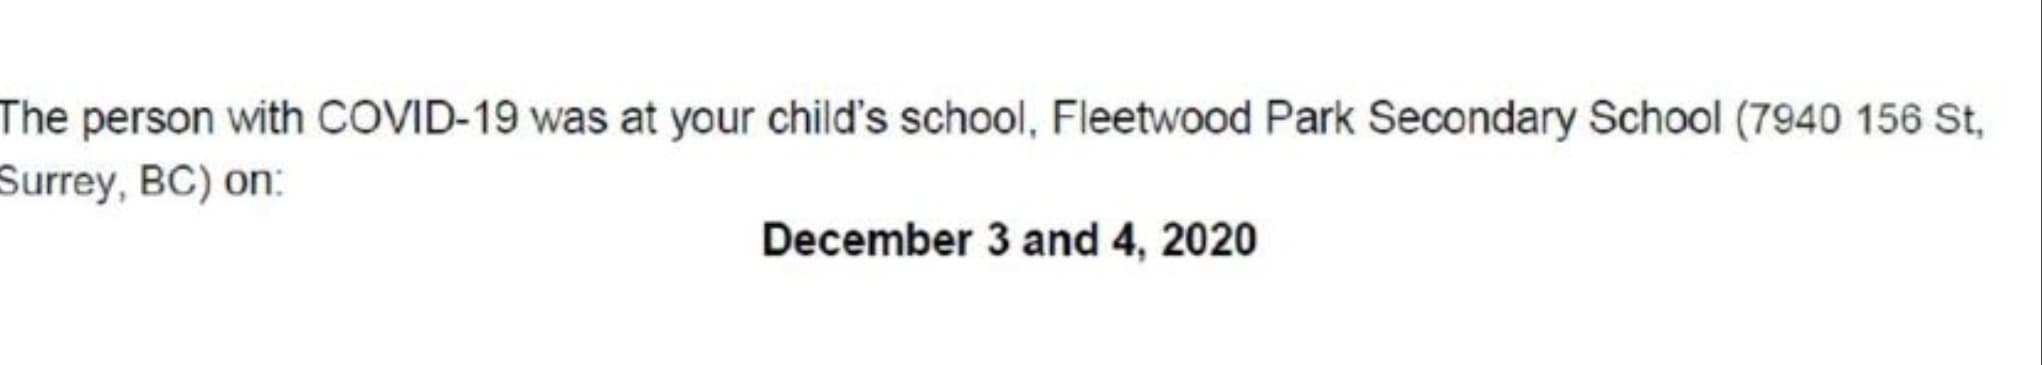 The person with COVID-19 was at your child's school, Fleetwood Park Secondary School (7940 156 St,
Surrey, BC) on:
December 3 and 4, 2020